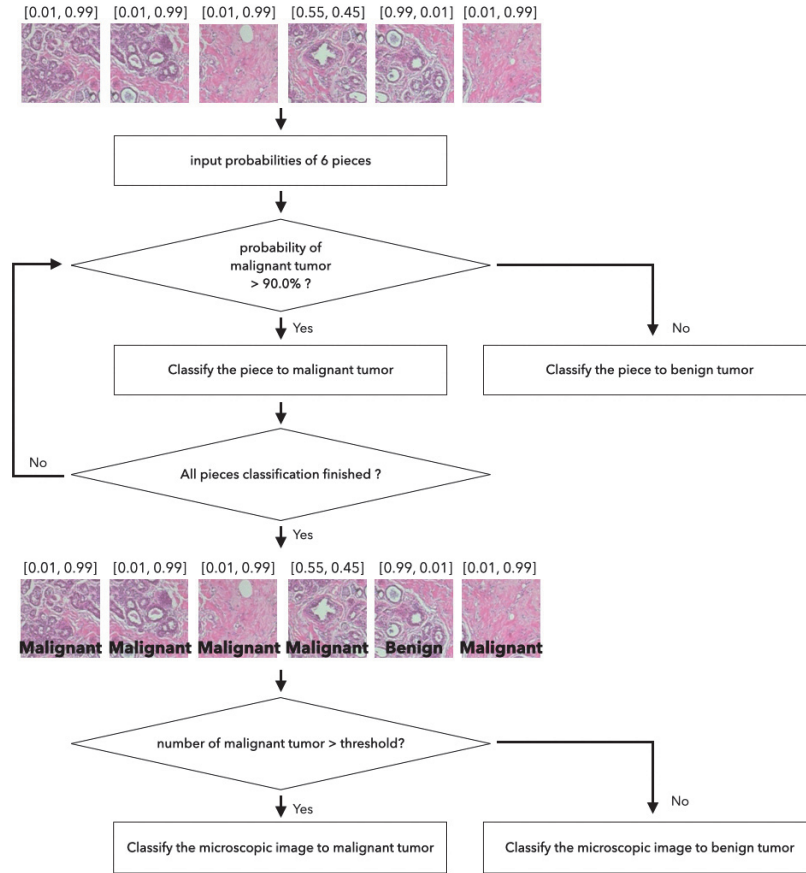 [0.01, 0.99] [0.01, 0.99] [0.01, 0.99] [0.55, 0.45] [0.99, 0.01] [0.01, 0.99]
input probabilities of 6 pieces
probability of
malignant tumor
> 90.0% ?
Yes
No
Classify the piece to malignant tumor
Classify the piece to benign tumor
No
All pieces classification finished ?
Yes
[0.01, 0.99] [0.01, 0.99] [0.01, 0.99] [0.55, 0.45] [0.99, 0.01] [0.01, 0.99]
Malignant Malignant Malignant Malignant Benign Malignant
number of malignant tumor > threshold?
Yes
No
Classify the microscopic image to malignant tumor
Classify the microscopic image to benign tumor